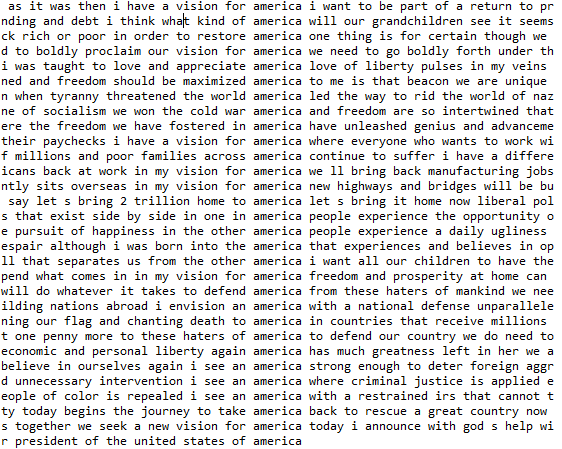 as it was then i have a vision for america i want to be part of a return to pr
nding and debt i think what kind of america will our grandchildren see it seems
ck rich or poor in order to restore america one thing is for certain though we
d to boldly proclaim our vision for america we need to go boldly forth under th
i was taught to love and appreciate america love of liberty pulses in my veins
ned and freedom should be maximized america to me is that beacon we are unique
n when tyranny threatened the world america led the way to rid the world of naz
ne of socialism we won the cold war america and freedom are so intertwined that
ere the freedom we have fostered in america have unleashed genius and advanceme
their paychecks i have a vision for america where everyone who wants to work wi
f millions and poor families across america continue to suffer i have a differe
icans back at work in my vision for america we ll bring back manufacturing jobs
ntly sits overseas in my vision for america new highways and bridges will be bu
say let s bring 2 trillion home to america let s bring it home now liberal pol
s that exist side by side in one in america people experience the opportunity o
e pursuit of happiness in the other america people experience a daily ugliness
espair although i was born into the america that experiences and believes in op
ll that separates us from the other america i want all our children to have the
pend what comes in in my vision for america freedom and prosperity at home can
will do whatever it takes to defend america from these haters of mankind we nee
ilding nations abroad i envision an america with a national defense unparallele
ning our flag and chanting death to america in countries that receive millions
t one penny more to these haters of america to defend our country we do need to
economic and personal liberty again america has much greatness left in her we a
believe in ourselves again i see an america strong enough to deter foreign aggr
d unnecessary intervention i see an america where criminal justice is applied e
eople of color is repealed i see an america with a restrained irs that cannot t
ty today begins the journey to take america back to rescue a great country now
s together we seek a new vision for america today i announce with god s help wi
r president of the united states of america